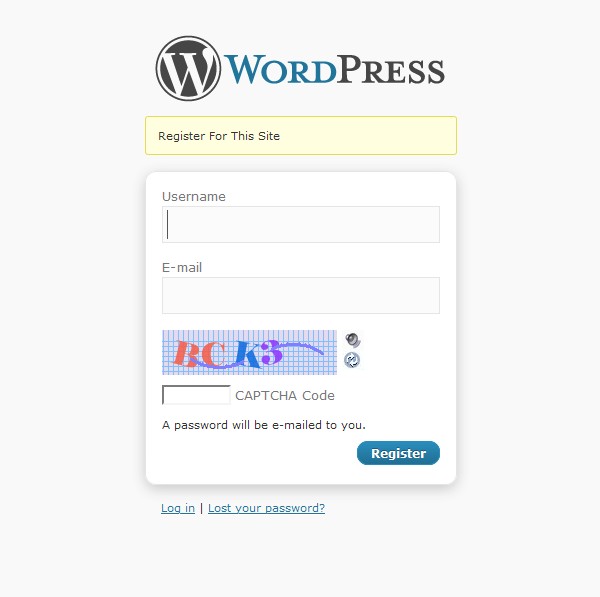 WORDPRESS
Register For This Site
Username
E-mail
BCK3
CAPTCHA Code
A password will be e-mailed to you.
Register
Log in | Lost your password?